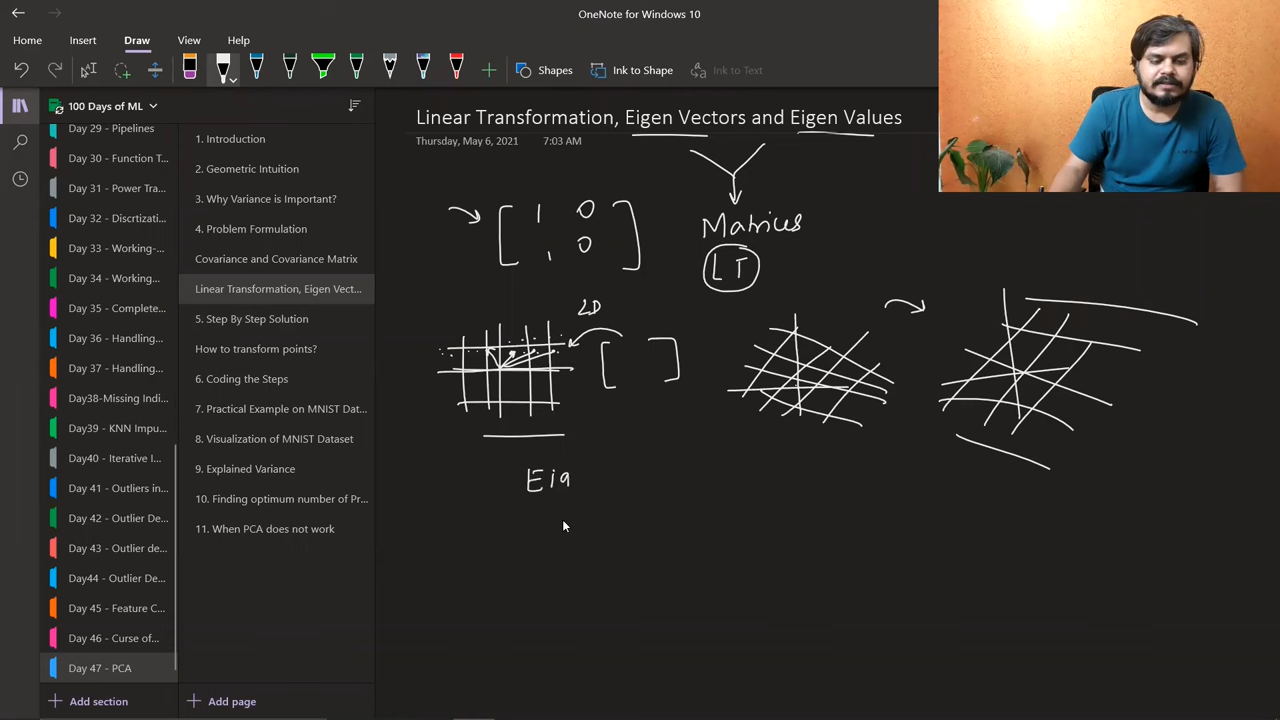 OneNote for Windows 10
Home Insert Draw View Help
Shapes Ink to Shape Ink to Text
100 Days of ML
Day 29 - Pipelines
Day 30 - Function T...
Day 31 - Power Tra...
Day 32 - Discrtizati...
Day 33 - Working-...
Day 34 - Working...
Day 35 - Complete...
Day 36 - Handling...
Day 37 - Handling...
Day38-Missing Indi...
Day39 - KNN Impu...
Day40 - Iterative I...
Day 41 - Outliers in...
Day 42 - Outlier De...
Day 43 - Outlier de...
Day44 - Outlier De...
Day 45 - Feature C...
Day 46 - Curse of...
Day 47 - PCA
Add section
1. Introduction
2. Geometric Intuition
3. Why Variance is Important?
4. Problem Formulation
Covariance and Covariance Matrix
Linear Transformation, Eigen Vect...
5. Step By Step Solution
How to transform points?
6. Coding the Steps
7. Practical Example on MNIST Dat...
8. Visualization of MNIST Dataset
9. Explained Variance
10. Finding optimum number of Pr...
11. When PCA does not work
Add page
Linear Transformation, Eigen Vectors and Eigen Values
Thursday, May 6, 2021 7:03 AM
1 0
1 0
Matrices
LT
2D
Eig